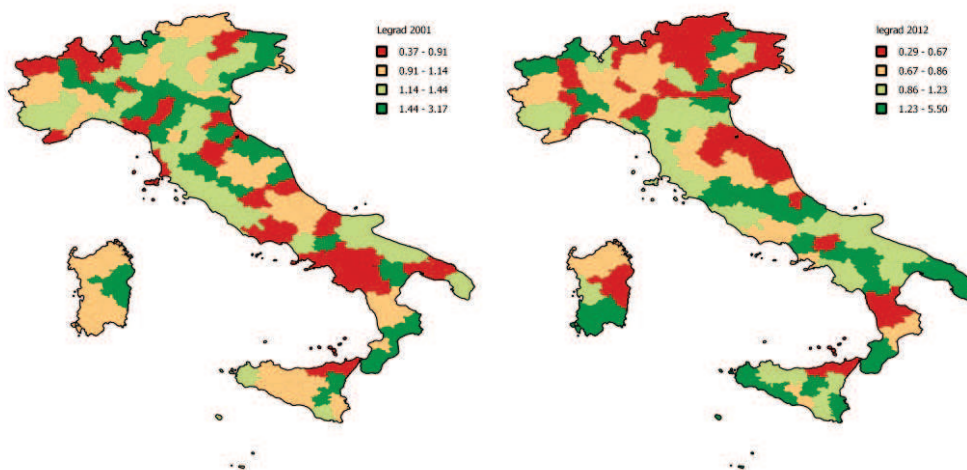 Legrad 2001
0.37 - 0.91
0.91 - 1.14
1.14 - 1.44
1.44 - 3.17
legrad 2012
0.29 - 0.67
0.67 - 0.86
0.86 - 1.23
1.23 - 5.50